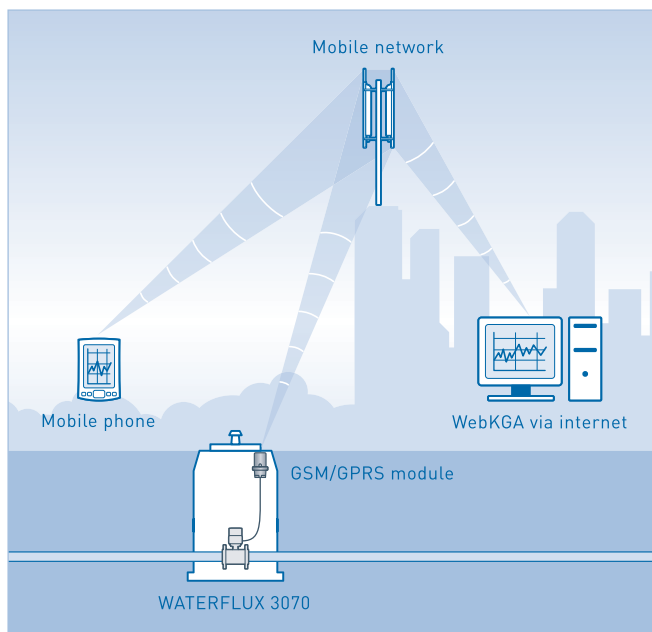 Mobile network
Mobile phone
WebKGA via internet
GSM/GPRS module
WATERFLUX 3070